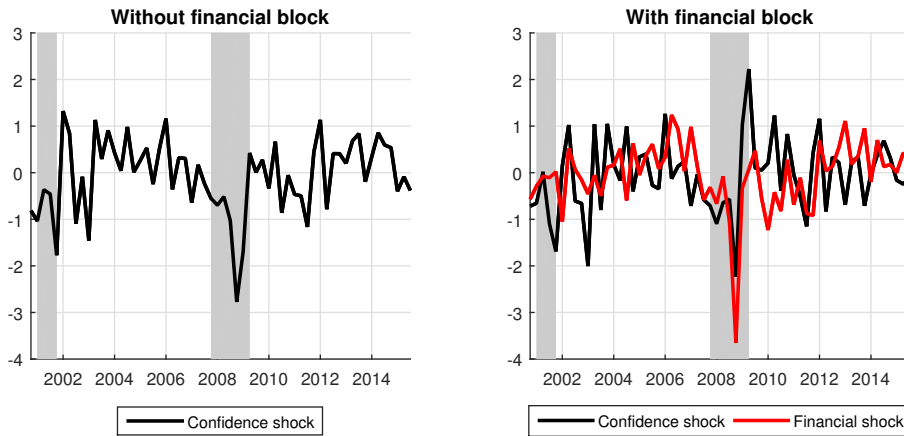 Without financial block
3
2
1
0
-1
-2
-3
-4
2002 2004 2006 2008 2010 2012 2014
Confidence shock
With financial block
3
2
1
0
-1
-2
-3
-4
2002 2004 2006 2008 2010 2012 2014
Confidence shock Financial shock